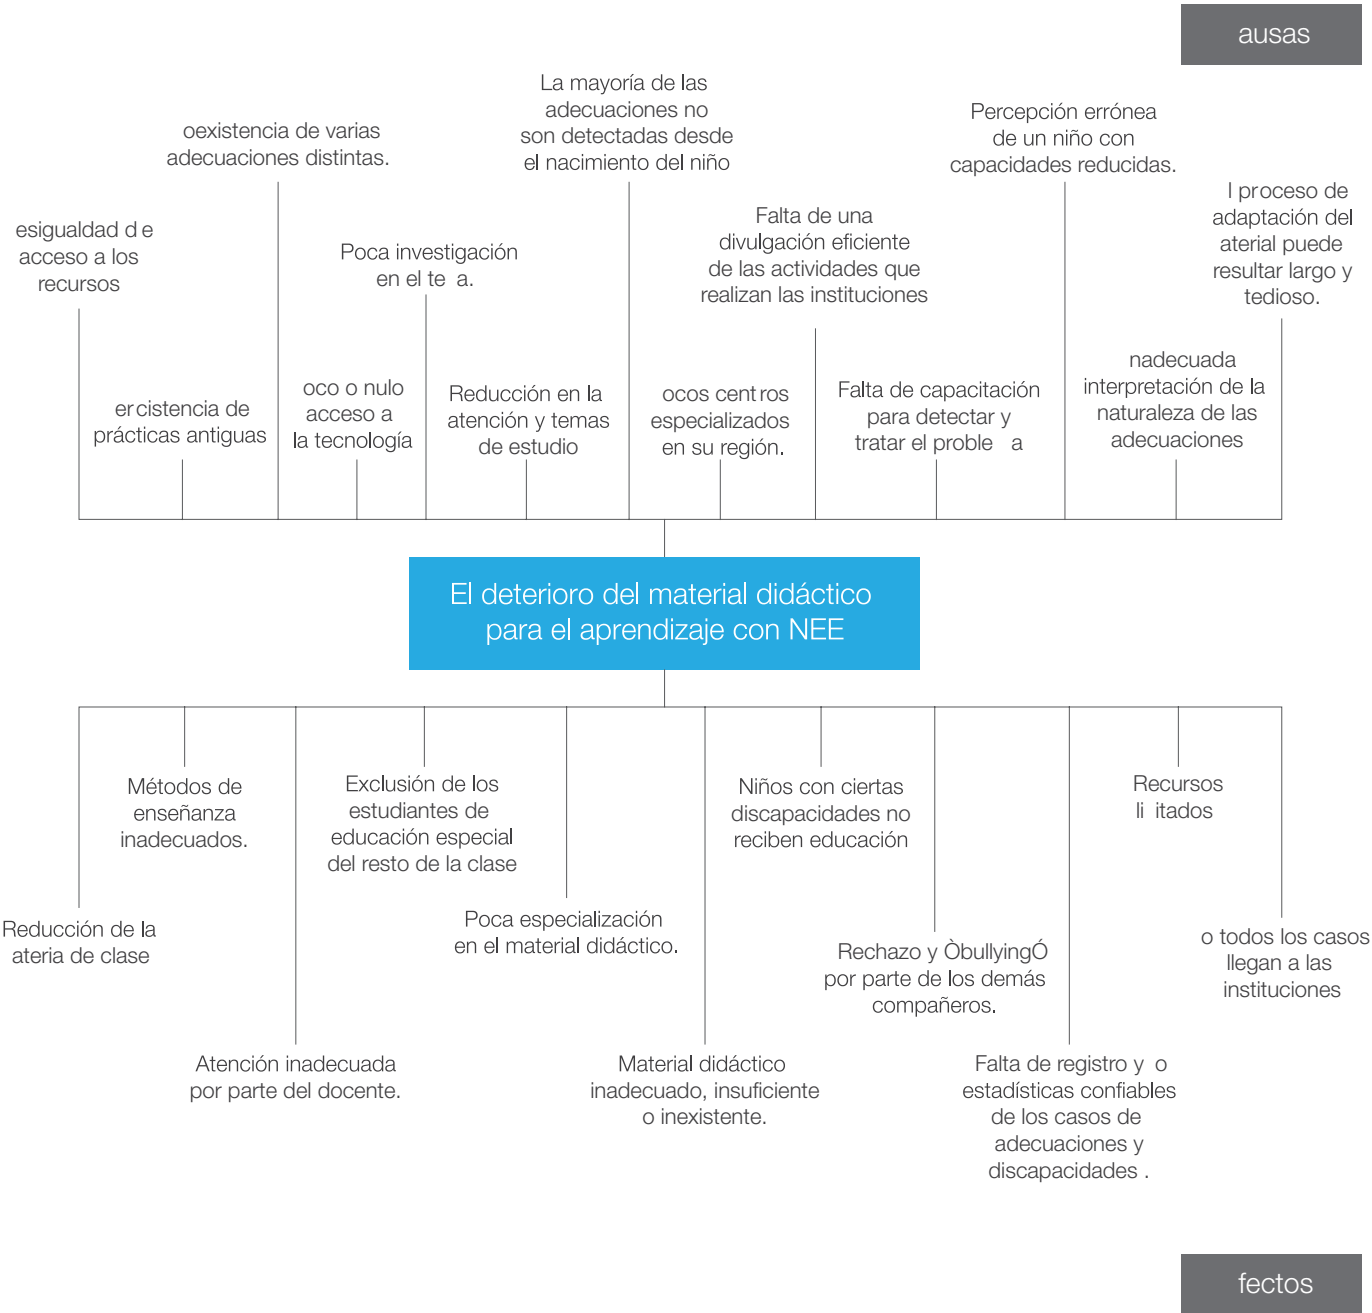 ausas
La mayoría de las
adecuaciones no
son detectadas desde
el nacimiento del niño
Percepción errónea
de un niño con
capacidades reducidas.
oexistencia de varias
adecuaciones distintas.
l proceso de
adaptación del
aterial puede
resultar largo y
tedioso.
esigualdad de
acceso a los
recursos
Poca investigación
en el te a.
Falta de una
divulgación eficiente
de las actividades que
realizan las instituciones
ercistencia de
prácticas antiguas
oco o nulo
acceso a
la tecnología
Reducción en la
atención y temas
de estudio
ocos centros
especializados
en su región.
Falta de capacitación
para detectar y
tratar el proble a
nadecuada
interpretación de la
naturaleza de las
adecuaciones
El deterioro del material didáctico
para el aprendizaje con NEE
Métodos de
enseñanza
inadecuados.
Exclusión de los
estudiantes de
educación especial
del resto de la clase
Niños con ciertas
discapacidades no
reciben educación
Recursos
li itados
Reducción de la
ateria de clase
Poca especialización
en el material didáctico.
Rechazo y ÒbullyingÓ
por parte de los demás
compañeros.
o todos los casos
llegan a las
instituciones
Atención inadecuada
por parte del docente.
Material didáctico
inadecuado, insuficiente
o inexistente.
Falta de registro y o
estadísticas confiables
de los casos de
adecuaciones y
discapacidades .
fectos